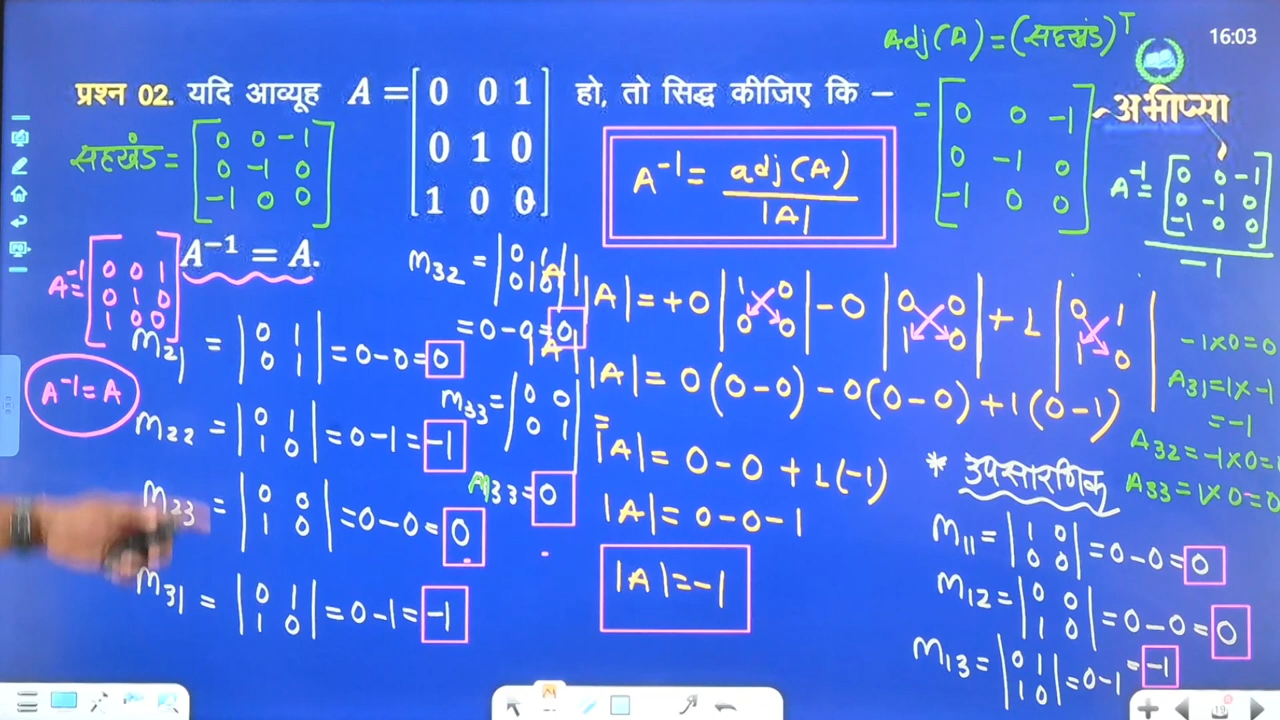 Adj(A) = (सहखंड)ᵀ
16:03
प्रश्न 02. यदि आव्यूह A = [0 0 1 हो, तो सिद्ध कीजिए कि −
0 1 0
1 0 0]
अभीप्सा
सहखंड = [0 0 -1
0 -1 0
-1 0 0]
A⁻¹ = adj(A) / |A|
= [0 0 -1
0 -1 0
-1 0 0]
A⁻¹ = [0 0 -1
0 -1 0
-1 0 0]
-1
A⁻¹ = A.
A⁻¹ = [0 0 1
0 1 0
1 0 0]
A⁻¹ = A
M21 = |0 1
0 1| = 0-0 = 0
M22 = |0 1
1 0| = 0-1 = -1
M23 = |0 0
1 0| = 0-0 = 0
M31 = |0 1
1 0| = 0-1 = -1
M32 =
= 0-0 = 0
M33 = |0 0
0 1|
A33 = 0
|A| = +0 |1 0
0 0| - 0 |0 0
1 0| + 1 |0 1
1 0|
|A| = 0(0-0) - 0(0-0) + 1(0-1)
|A| = 0-0+1(-1)
|A| = 0-0-1
|A| = -1
-1×0=0
A31 = 1×-1
= -1
A32 = -1×0=
A33 = 1×0=0
* उपसारणिक
M11 = |1 0
0 0| = 0-0 = 0
M12 = |0 0
1 0| = 0-0 = 0
M13 = |0 1
1 0| = 0-1 = -1
19